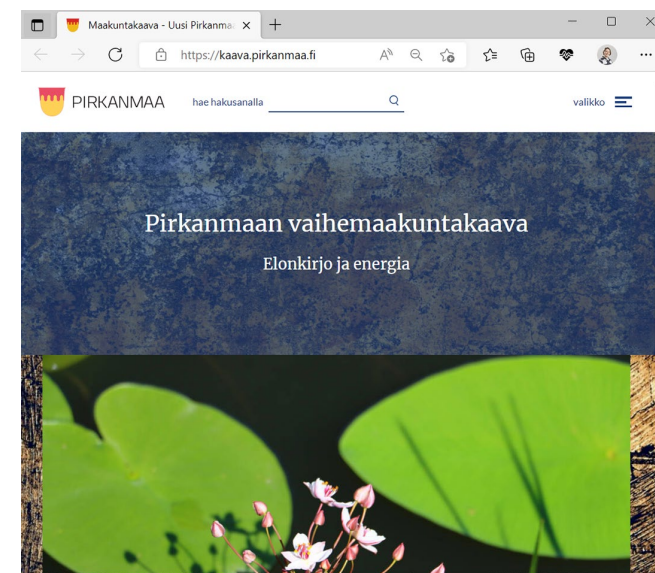 Maakuntakaava - Uusi Pirkanma
https://kaava.pirkanmaa.fi
PIRKANMAA
hae hakusanalla
valikko
Pirkanmaan vaihemaakuntakaava
Elonkirjo ja energia